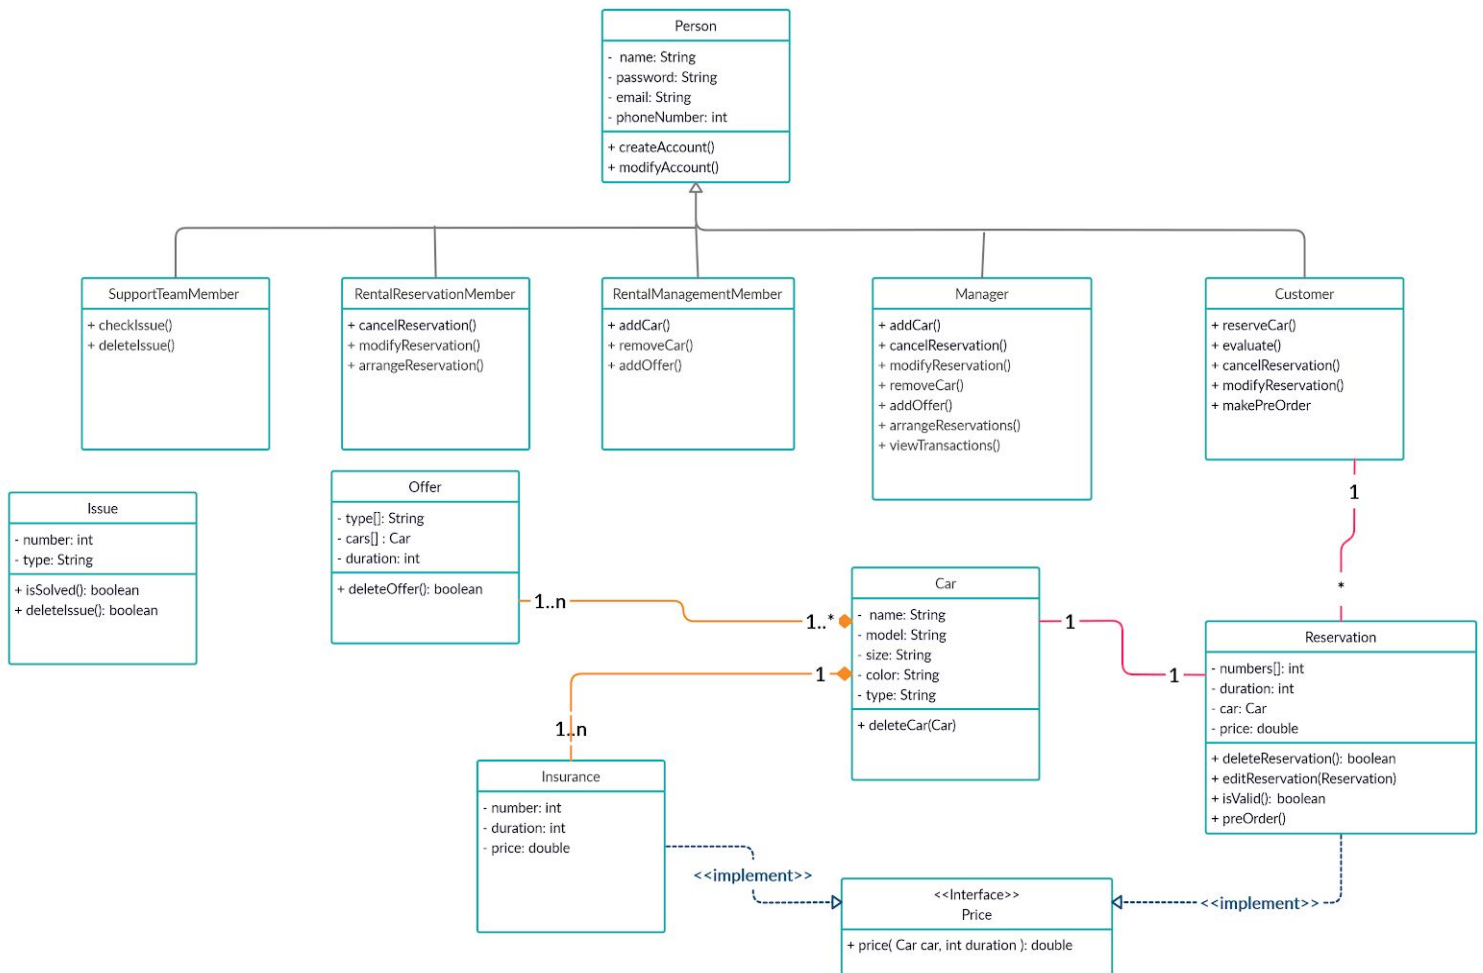 Person
- name: String
- password: String
- email: String
- phoneNumber: int
+ createAccount()
+ modifyAccount()
SupportTeamMember
+ checkIssue()
+ deleteIssue()
RentalReservationMember
+ cancelReservation()
+ modifyReservation()
+ arrangeReservation()
RentalManagementMember
+ addCar()
+ removeCar()
+ addOffer()
Manager
+ addCar()
+ cancelReservation()
+ modifyReservation()
+ removeCar()
+ addOffer()
+ arrangeReservations()
+ viewTransactions()
Customer
+ reserveCar()
+ evaluate()
+ cancelReservation()
+ modifyReservation()
+ makePreOrder
Issue
- number: int
- type: String
+ isSolved(): boolean
+ deleteIssue(): boolean
Offer
- type[]: String
- cars[] : Car
- duration: int
+ deleteOffer(): boolean
1..n
1..*
1
1..n
Car
- name: String
- model: String
- size: String
- color: String
- type: String
+ deleteCar(Car)
1
1
1
*
Reservation
- numbers[]: int
- duration: int
- car: Car
- price: double
+ deleteReservation(): boolean
+ editReservation(Reservation)
+ isValid(): boolean
+ preOrder()
Insurance
- number: int
- duration: int
- price: double
<<implement>>
<<Interface>>
Price
+ price( Car car, int duration ): double
<<implement>>